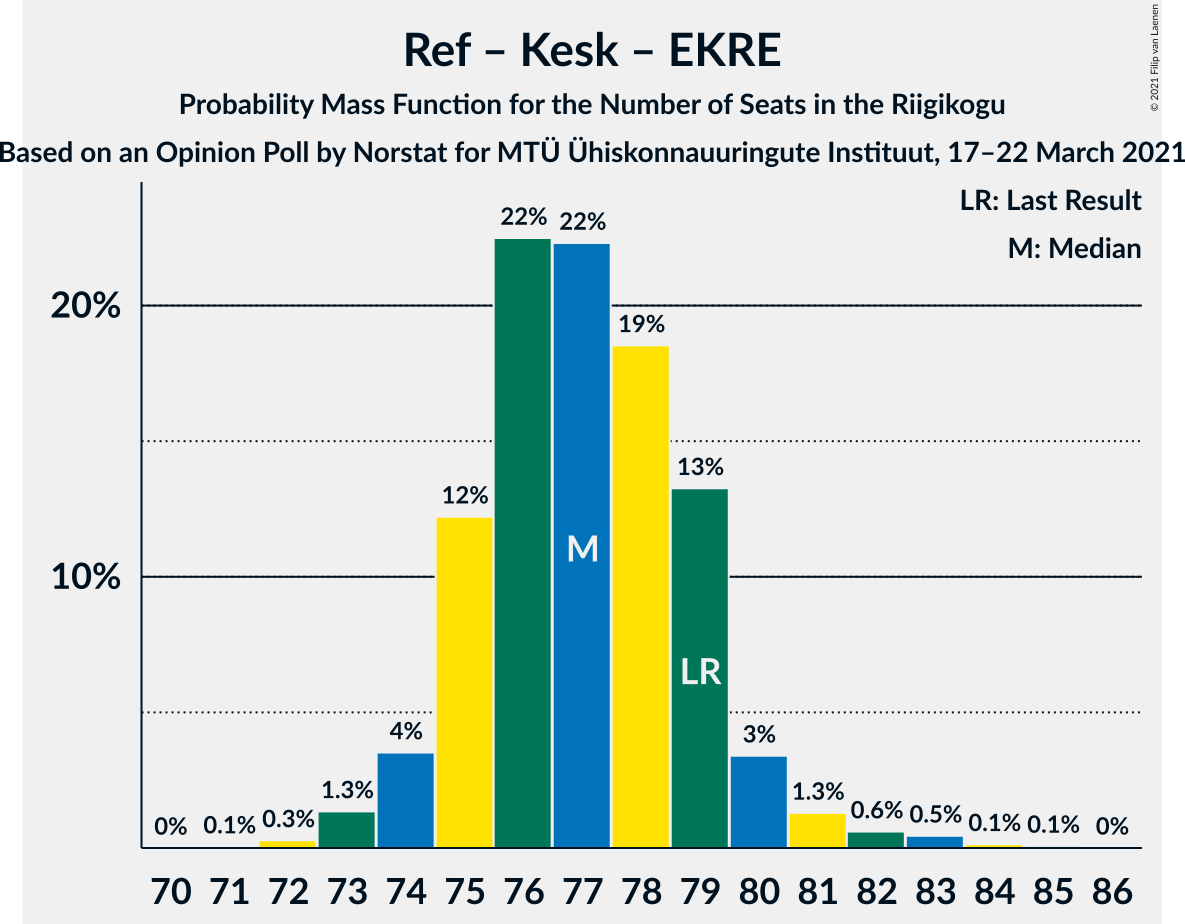 Ref – Kesk – EKRE
Probability Mass Function for the Number of Seats in the Riigikogu
Based on an Opinion Poll by Norstat for MTÜ Ühiskonnauuringute Instituut, 17–22 March 2021
© 2021 Filip van Laenen
LR: Last Result
M: Median
20%
10%
0% 0.1% 0.3% 1.3% 4% 12% 22% 22% 19% 13% 3% 1.3% 0.6% 0.5% 0.1% 0.1% 0%
M
LR
70 71 72 73 74 75 76 77 78 79 80 81 82 83 84 85 86